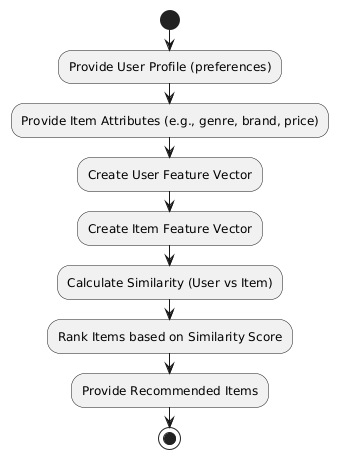 Provide User Profile (preferences)
Provide Item Attributes (e.g., genre, brand, price)
Create User Feature Vector
Create Item Feature Vector
Calculate Similarity (User vs Item)
Rank Items based on Similarity Score
Provide Recommended Items